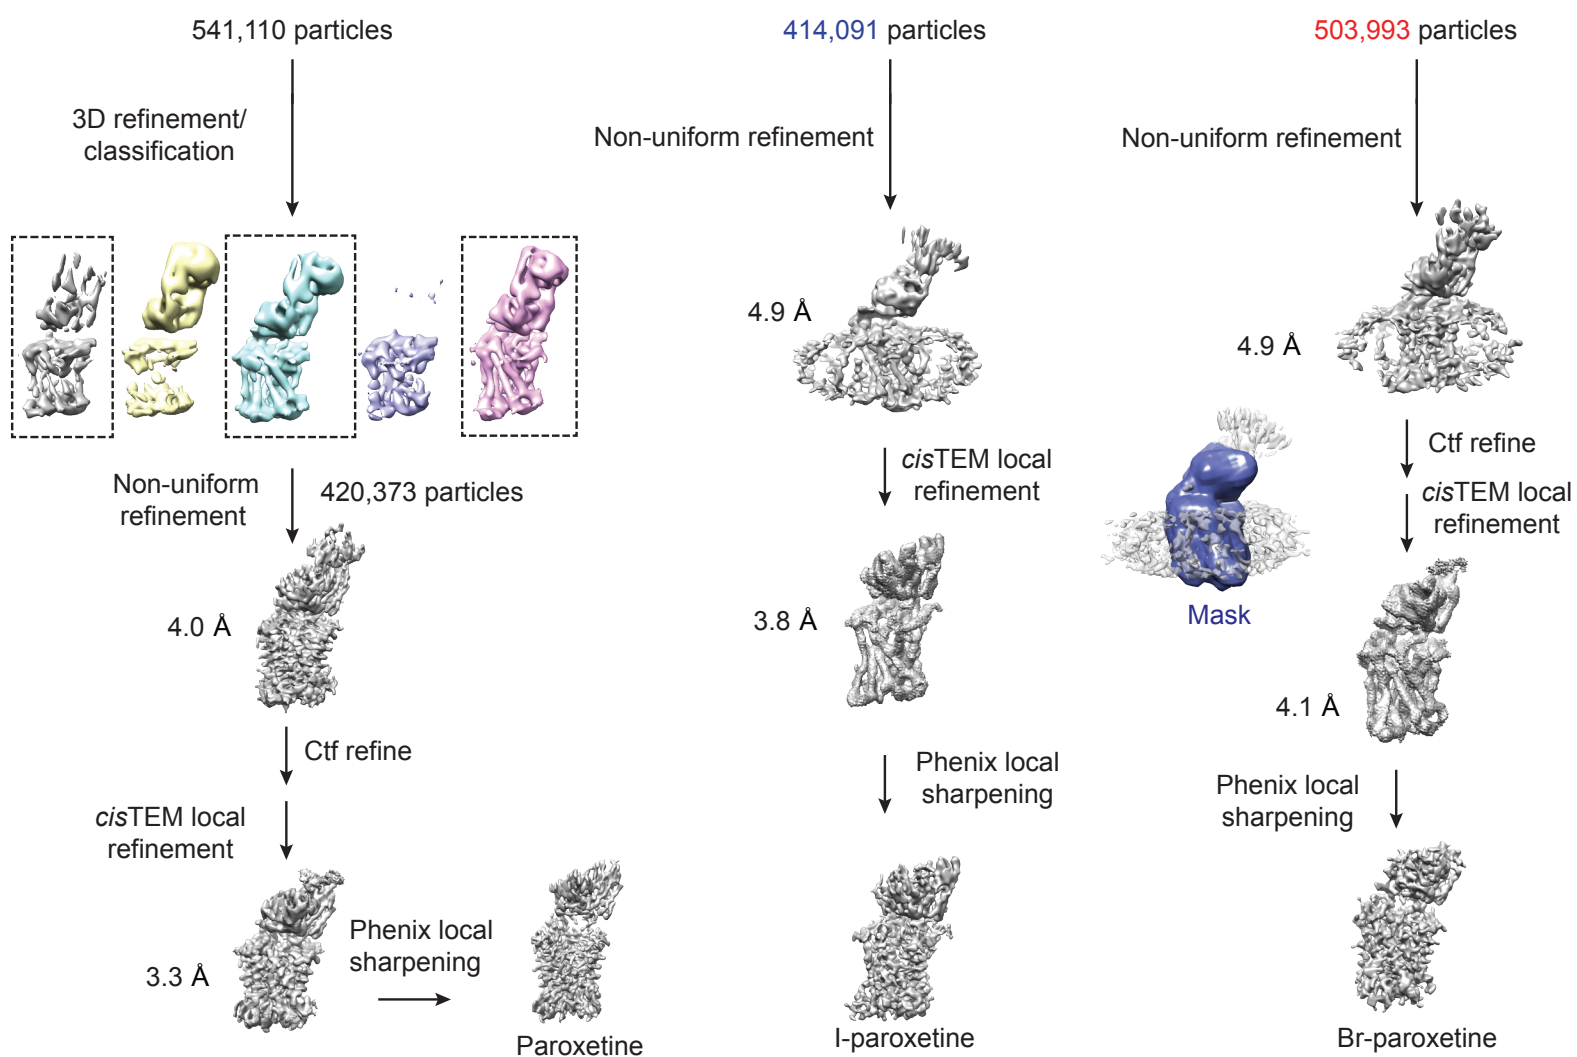 541,110 particles
3D refinement/
classification
Non-uniform
refinement
420,373 particles
4.0 Å
Ctf refine
cisTEM local
refinement
3.3 Å
Phenix local
sharpening
Paroxetine
414,091 particles
Non-uniform refinement
4.9 Å
cisTEM local
refinement
3.8 Å
Phenix local
sharpening
I-paroxetine
503,993 particles
Non-uniform refinement
4.9 Å
Ctf refine
cisTEM local
refinement
Mask
4.1 Å
Phenix local
sharpening
Br-paroxetine